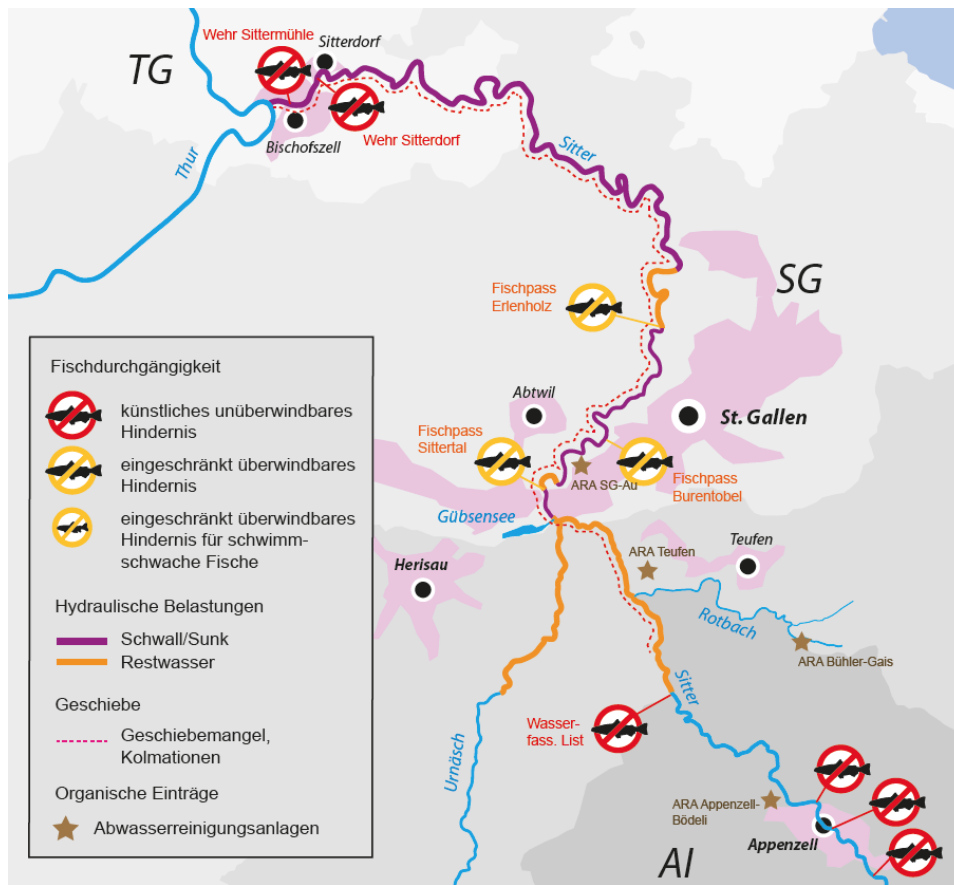 Wehr Sittermühle
Sitterdorf
TG
Wehr Sitterdorf
Bischofszell
Thur
Sitter
SG
Fischpass
Erlenholz
Fischdurchgängigkeit
künstliches unüberwindbares
Hindernis
eingeschränkt überwindbares
Hindernis
eingeschränkt überwindbares
Hindernis für schwimm-
schwache Fische
Hydraulische Belastungen
Schwall/Sunk
Restwasser
Geschiebe
Geschiebemangel,
Kolmationen
Organische Einträge
Abwasserreinigungsanlagen
Abtwil
St. Gallen
Fischpass
Sittertal
ARA SG-Au
Fischpass
Burentobel
Gübsensee
Herisau
ARA Teufen
Teufen
Rotbach
ARA Bühler-Gais
Sitter
Wasser-
fass. List
Urnäsch
ARA Appenzell-
Bödeli
Appenzell
AI